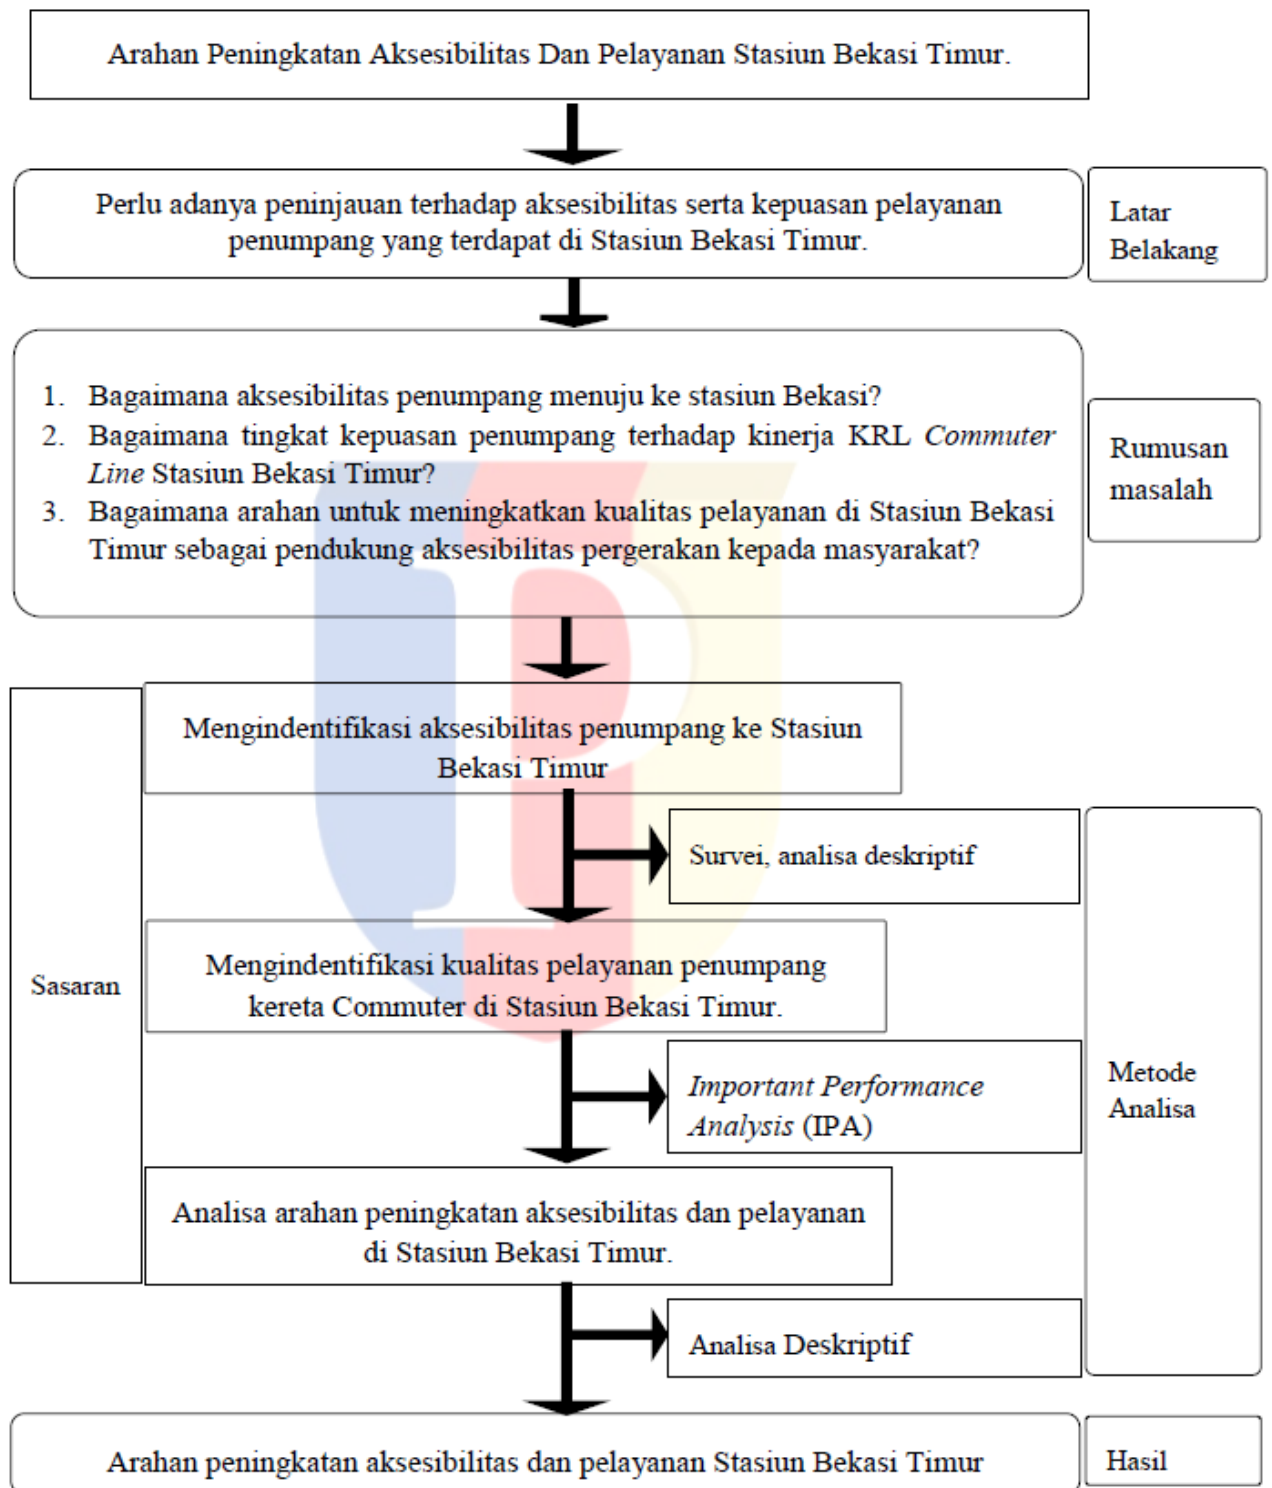 Arahan Peningkatan Aksesibilitas Dan Pelayanan Stasiun Bekasi Timur.
Perlu adanya peninjauan terhadap aksesibilitas serta kepuasan pelayanan
penumpang yang terdapat di Stasiun Bekasi Timur.
Latar
Belakang
1. Bagaimana aksesibilitas penumpang menuju ke stasiun Bekasi?
2. Bagaimana tingkat kepuasan penumpang terhadap kinerja KRL Commuter
Line Stasiun Bekasi Timur?
3. Bagaimana arahan untuk meningkatkan kualitas pelayanan di Stasiun Bekasi
Timur sebagai pendukung aksesibilitas pergerakan kepada masyarakat?
Rumusan
masalah
Sasaran
Mengindentifikasi aksesibilitas penumpang ke Stasiun
Bekasi Timur
Survei, analisa deskriptif
Mengindentifikasi kualitas pelayanan penumpang
kereta Commuter di Stasiun Bekasi Timur.
Important Performance
Analysis (IPA)
Metode
Analisa
Analisa arahan peningkatan aksesibilitas dan pelayanan
di Stasiun Bekasi Timur.
Analisa Deskriptif
Arahan peningkatan aksesibilitas dan pelayanan Stasiun Bekasi Timur
Hasil